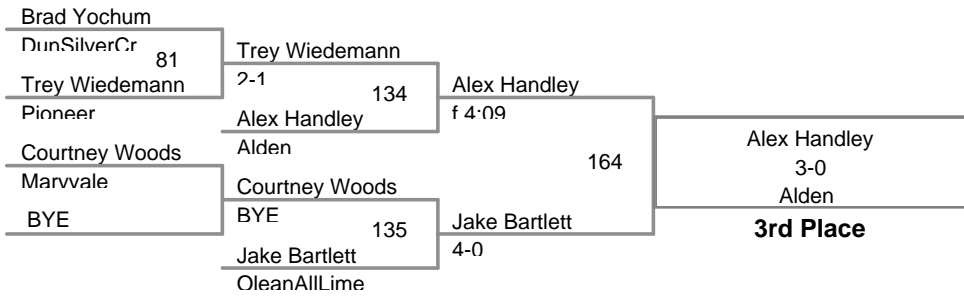 Brad Yochum
DunSilverCr
81
Trey Wiedemann
Pioneer
Courtney Woods
Maryvale
BYE
Trey Wiedemann
2-1
134
Alex Handley
Alden
Courtney Woods
BYE
135
Jake Bartlett
OleanAllLime
Alex Handley
f 4:09
164
Jake Bartlett
4-0
Alex Handley
3-0
Alden
3rd Place